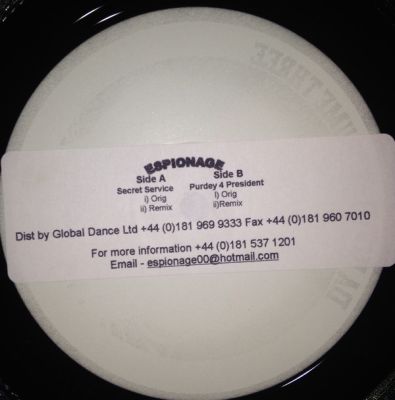 ESPIONAGE
Side A
Secret Service
i) Orig
ii) Remix
Side B
Purdey 4 President
i) Orig
ii)Remix
Dist by Global Dance Ltd +44 (0)181 969 9333 Fax +44 (0)181 960 7010
For more information +44 (0)181 537 1201
Email - espionage00@hotmail.com